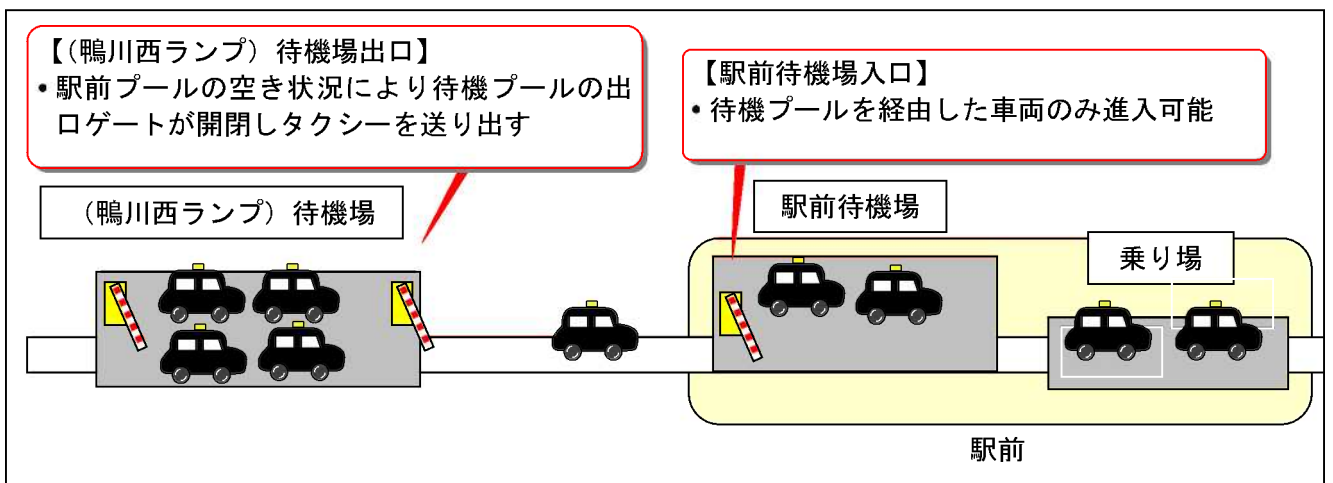 【(鴨川西ランプ）待機場出口】
•駅前プールの空き状況により待機プールの出
ロゲートが開閉しタクシーを送り出す
【駅前待機場入口】
•待機プールを経由した車両のみ進入可能
（鴨川西ランプ）待機場
駅前待機場
乗り場
駅前